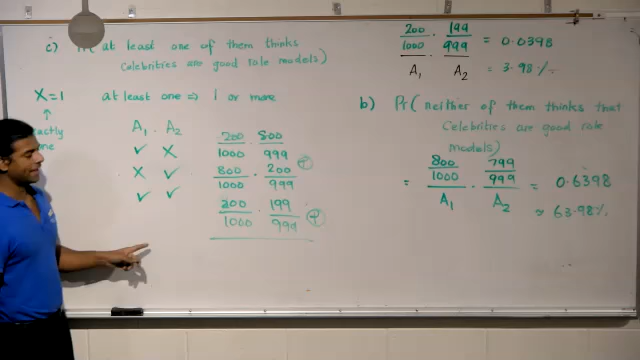 c) Pr( at least one of them thinks
celebrities are good role models)
X=1 at least one ⇒ 1 or more
↑
exactly
one
A₁ . A₂
✓ X
X ✓
✓ ✓
200/1000 . 800/999
+
800/1000 . 200/999
200/1000 . 199/999
+
200/1000 . 199/999 = 0.0398
A₁ A₂ = 3.98%
b) Pr( neither of them thinks that
Celebrities are good role
models)
= 800/1000 . 799/999 = 0.6398
A₁ A₂ ≈ 63.98%